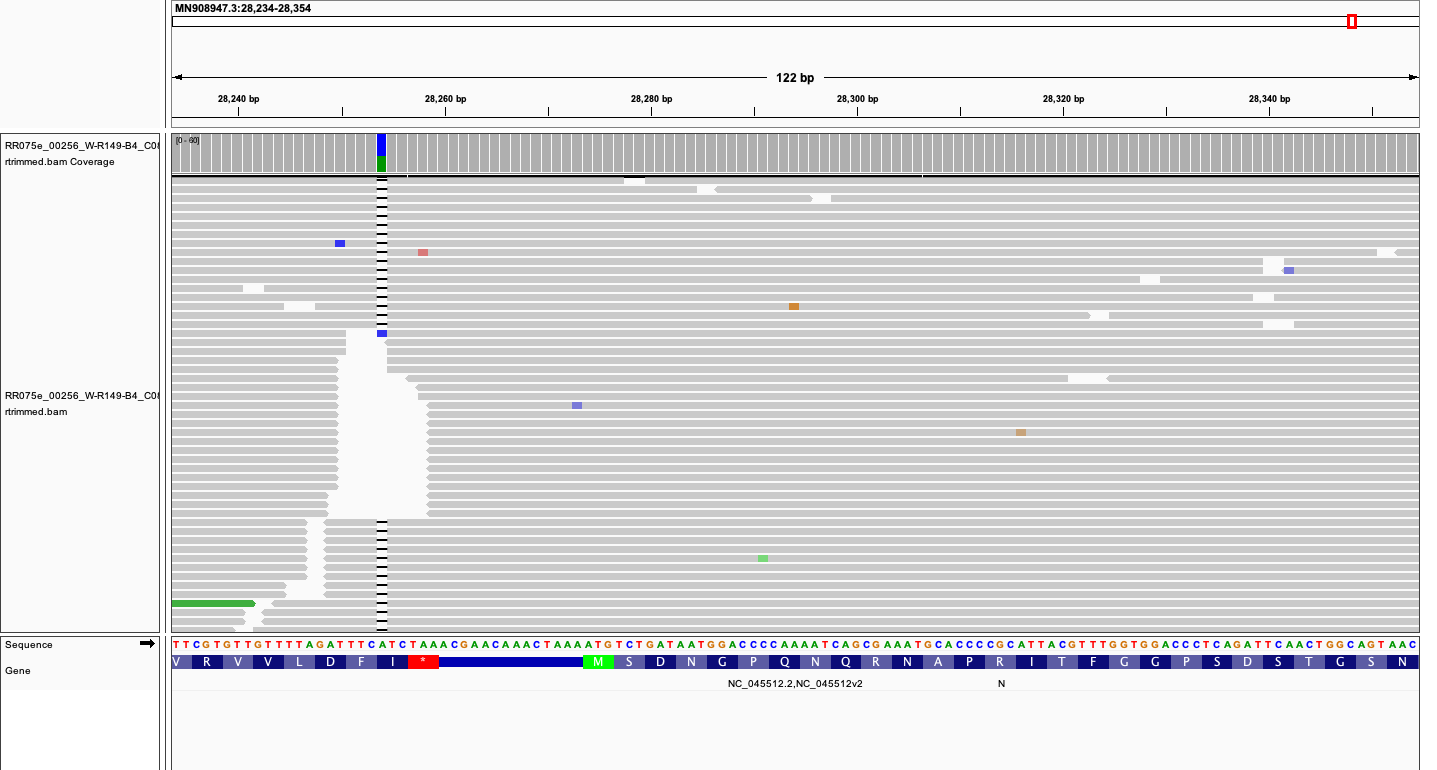 MN908947.3:28,234-28,354
122 bp
28,240 bp 28,260 bp 28,280 bp 28,300 bp 28,320 bp 28,340 bp
RR075e_00256_W-R149-B4_C0
rtrimmed.bam Coverage
[0 - 60]
RR075e_00256_W-R149-B4_C0
rtrimmed.bam
Sequence
TTCGTGTTGTTTTAGATTTCATCTAAACGAACAAACTAAAATGTCTGATAATGGACCCCAAAATCAGCGAAATGCACCCCGCATTACGTTTGGTGGACCCTCAGATTCAACTGGCAGTAAC
Gene
V R V V L D F I * M S D N G P Q N Q R N A P R I T F G G P S D S T G S N
NC_045512.2,NC_045512v2 N